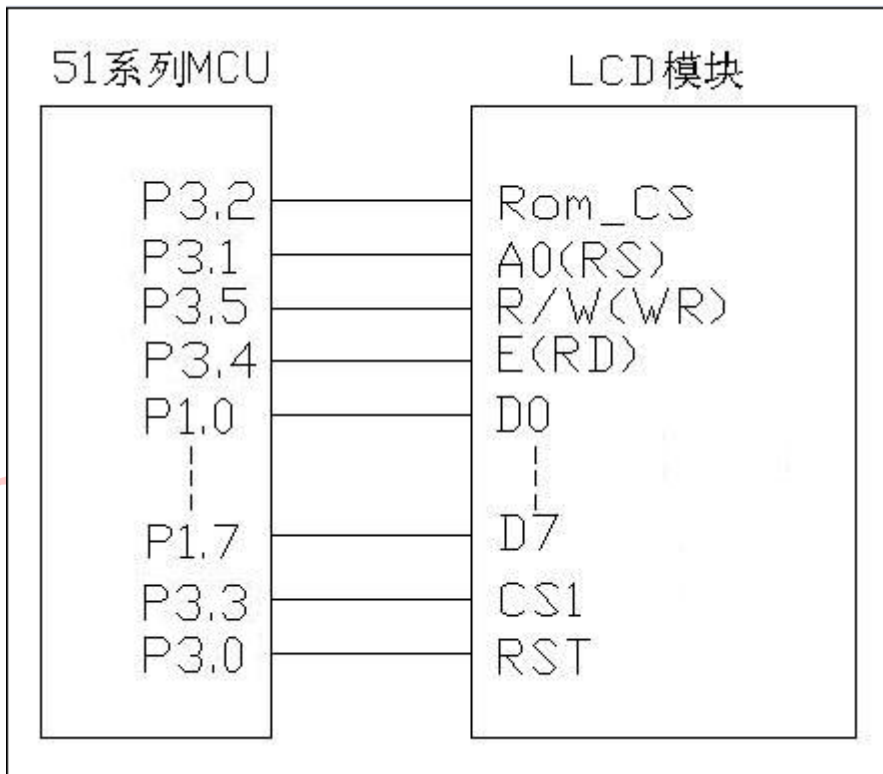 51系列MCU LCD模块
P3.2 Rom_CS
P3.1 A0(RS)
P3.5 R/W(WR)
P3.4 E(RD)
P1.0 D0
P1.7 D7
P3.3 CS1
P3.0 RST